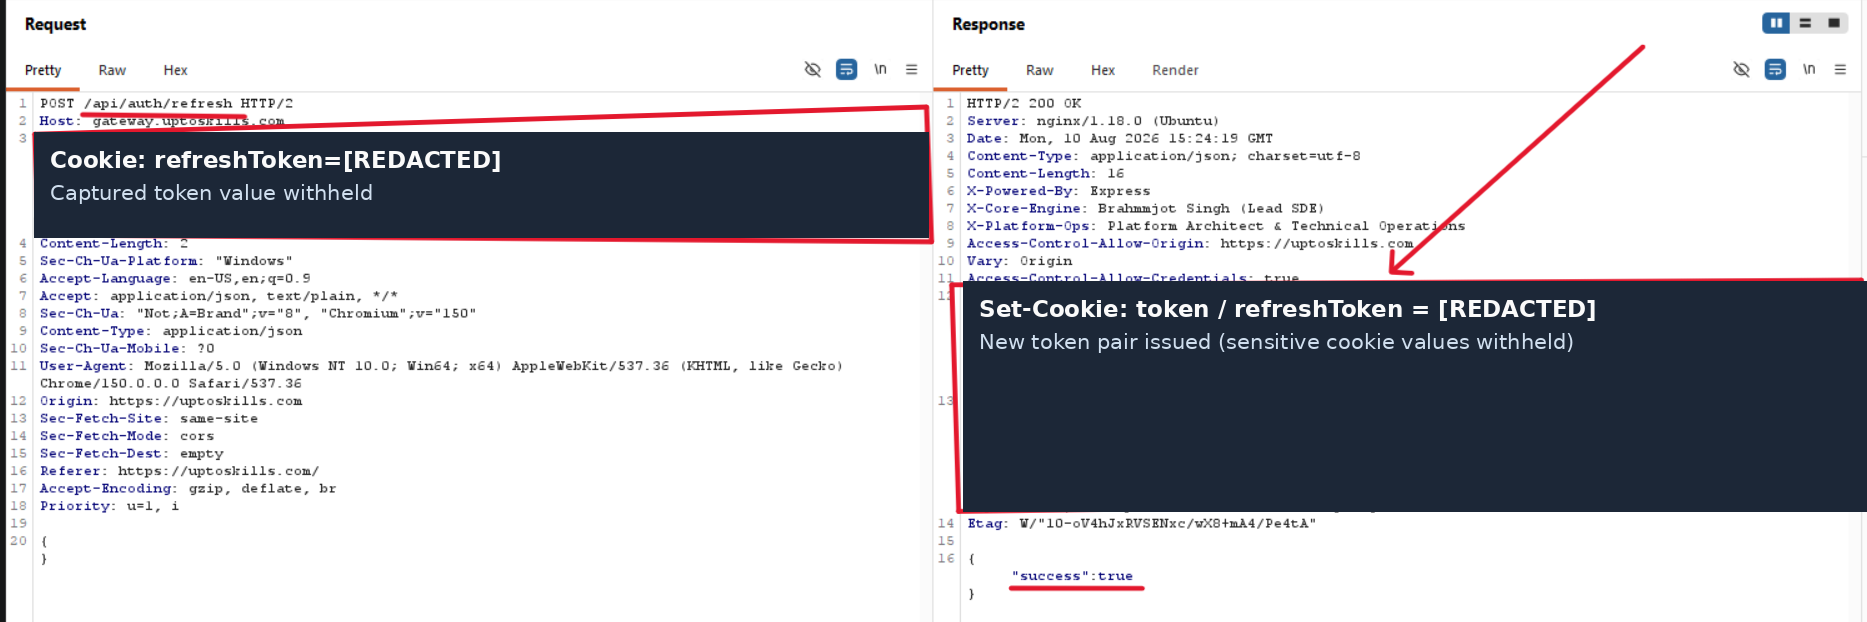 Request
Pretty Raw Hex
\n
1 POST /api/auth/refresh HTTP/2
2 Host: gateway.uptoskills.com
3
Cookie: refreshToken=[REDACTED]
Captured token value withheld
4 Content-Length: 2
5 Sec-Ch-Ua-Platform: "Windows"
6 Accept-Language: en-US,en;q=0.9
7 Accept: application/json, text/plain, */*
8 Sec-Ch-Ua: "Not;A=Brand";v="8", "Chromium";v="150"
9 Content-Type: application/json
10 Sec-Ch-Ua-Mobile: ?0
11 User-Agent: Mozilla/5.0 (Windows NT 10.0; Win64; x64) AppleWebKit/537.36 (KHTML, like Gecko)
Chrome/150.0.0.0 Safari/537.36
12 Origin: https://uptoskills.com
13 Sec-Fetch-Site: same-site
14 Sec-Fetch-Mode: cors
15 Sec-Fetch-Dest: empty
16 Referer: https://uptoskills.com/
17 Accept-Encoding: gzip, deflate, br
18 Priority: u=1, i
19
20 {
}
Response
Pretty Raw Hex Render
\n
1 HTTP/2 200 OK
2 Server: nginx/1.18.0 (Ubuntu)
3 Date: Mon, 10 Aug 2026 15:24:19 GMT
4 Content-Type: application/json; charset=utf-8
5 Content-Length: 16
6 X-Powered-By: Express
7 X-Core-Engine: Brahmmjot Singh (Lead SDE)
8 X-Platform-Ops: Platform Architect & Technical Operations
9 Access-Control-Allow-Origin: https://uptoskills.com
10 Vary: Origin
11 Access-Control-Allow-Credentials: true
12
Set-Cookie: token / refreshToken = [REDACTED]
New token pair issued (sensitive cookie values withheld)
13
14 Etag: W/"10-oV4hJxRVSENxc/wX8+mA4/Pe4tA"
15
16 {
"success":true
}